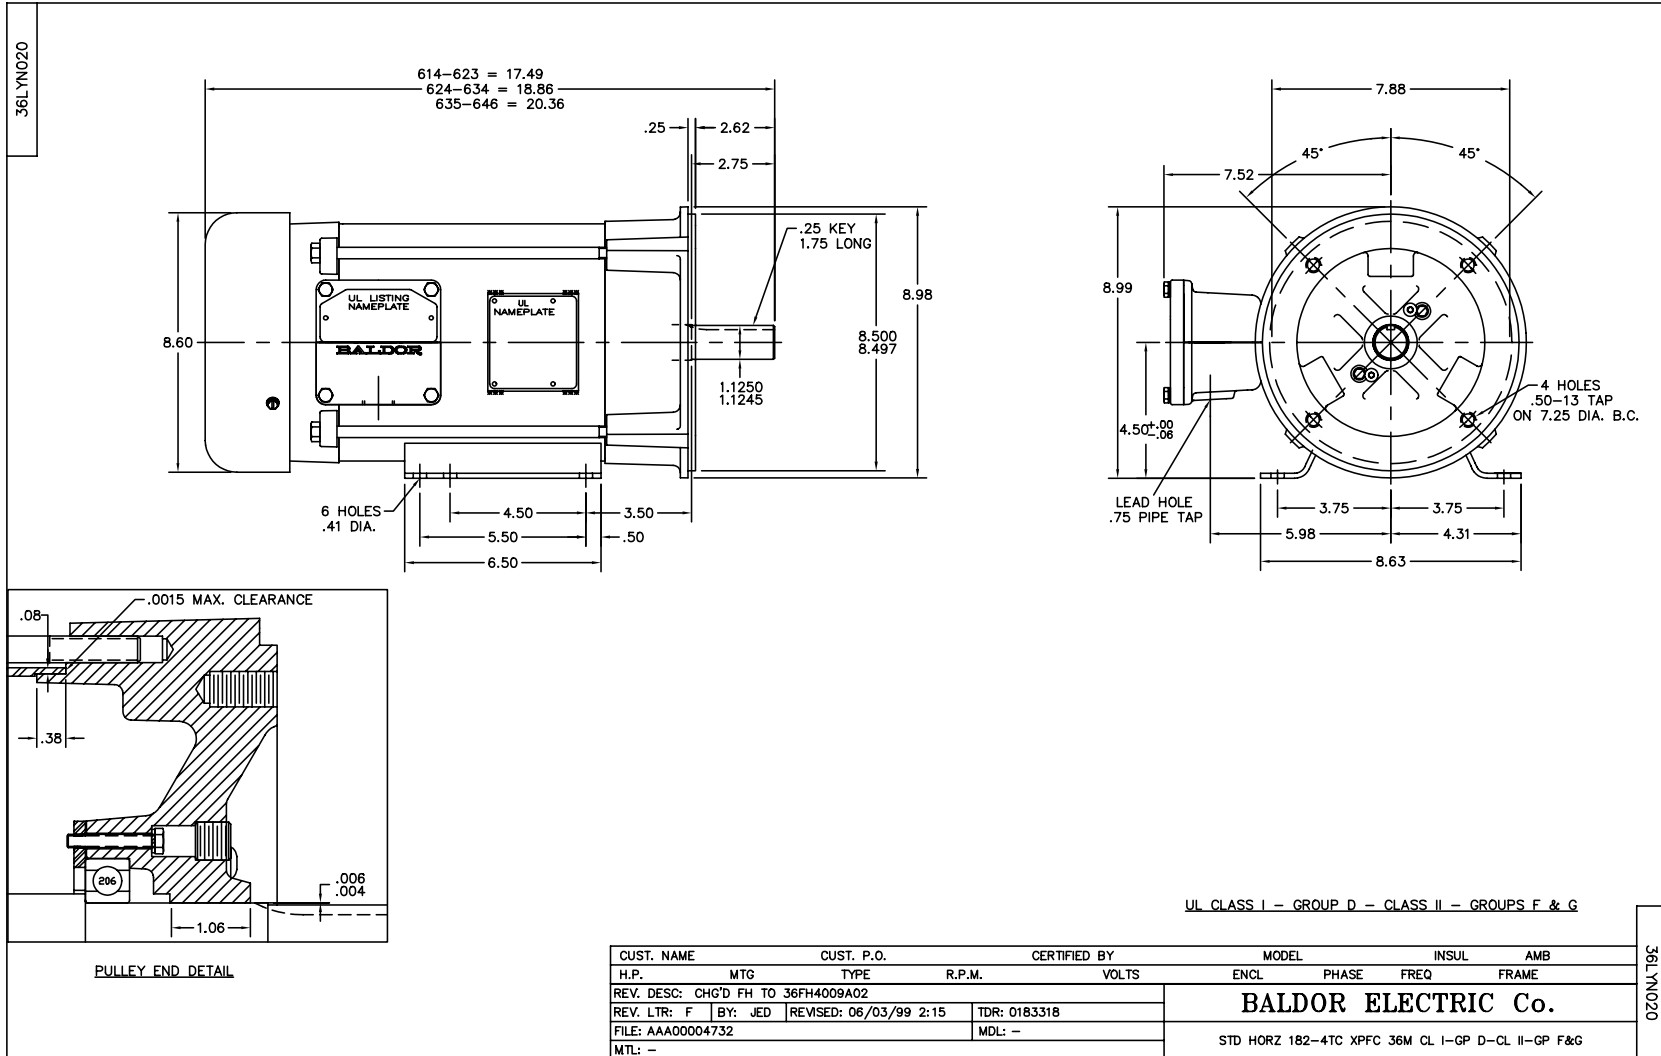 36LYN020
614-623 = 17.49
624-634 = 18.86
635-646 = 20.36
.25
2.62
2.75
.25 KEY
1.75 LONG
UL LISTING
NAMEPLATE
UL
NAMEPLATE
BALDOR
8.60
8.98
8.500
8.497
1.1250
1.1245
6 HOLES
.41 DIA.
4.50
3.50
5.50
.50
6.50
7.88
45°
45°
7.52
8.99
4.50+.00
-.06
4 HOLES
.50-13 TAP
ON 7.25 DIA. B.C.
LEAD HOLE
.75 PIPE TAP
3.75
3.75
5.98
4.31
8.63
.0015 MAX. CLEARANCE
.08
.38
206
.006
.004
1.06
PULLEY END DETAIL
UL CLASS I - GROUP D - CLASS II - GROUPS F & G
CUST. NAME CUST. P.O. CERTIFIED BY MODEL INSUL AMB
H.P. MTG TYPE R.P.M. VOLTS ENCL PHASE FREQ FRAME
REV. DESC: CHG'D FH TO 36FH4009A02
REV. LTR: F BY: JED REVISED: 06/03/99 2:15 TDR: 0183318
FILE: AAA00004732 MDL: -
MTL: -
BALDOR ELECTRIC Co.
STD HORZ 182-4TC XPFC 36M CL I-GP D-CL II-GP F&G
36LYN020